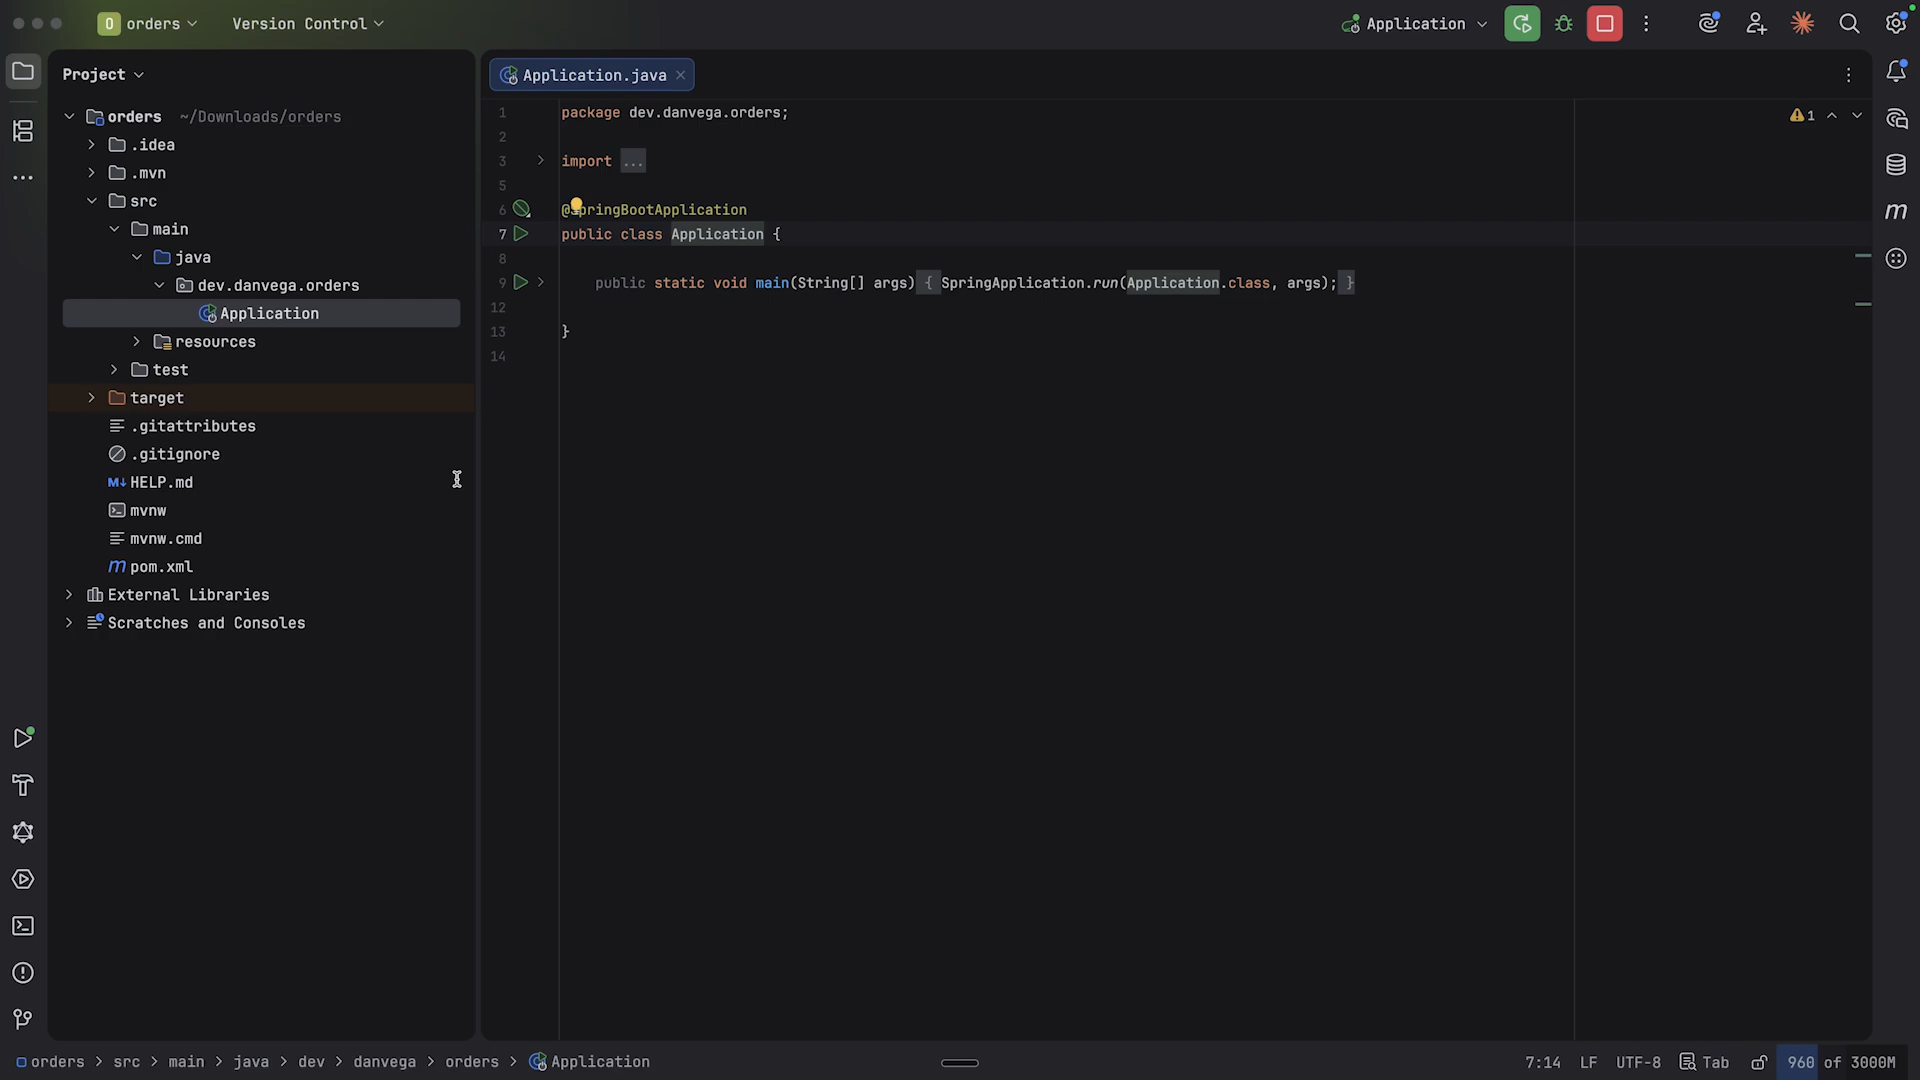 O orders Version Control Application
Project
Application.java
orders ~/Downloads/orders
.idea
.mvn
src
main
java
dev.danvega.orders
Application
resources
test
target
.gitattributes
.gitignore
M↓ HELP.md
mvnw
mvnw.cmd
m pom.xml
External Libraries
Scratches and Consoles
1 package dev.danvega.orders;
2
3 import ...
5
6 @SpringBootApplication
7 public class Application {
8
9 public static void main(String[] args) { SpringApplication.run(Application.class, args); }
12
13 }
14
1
m
orders > src > main > java > dev > danvega > orders > Application
7:14 LF UTF-8 Tab 960 of 3000M